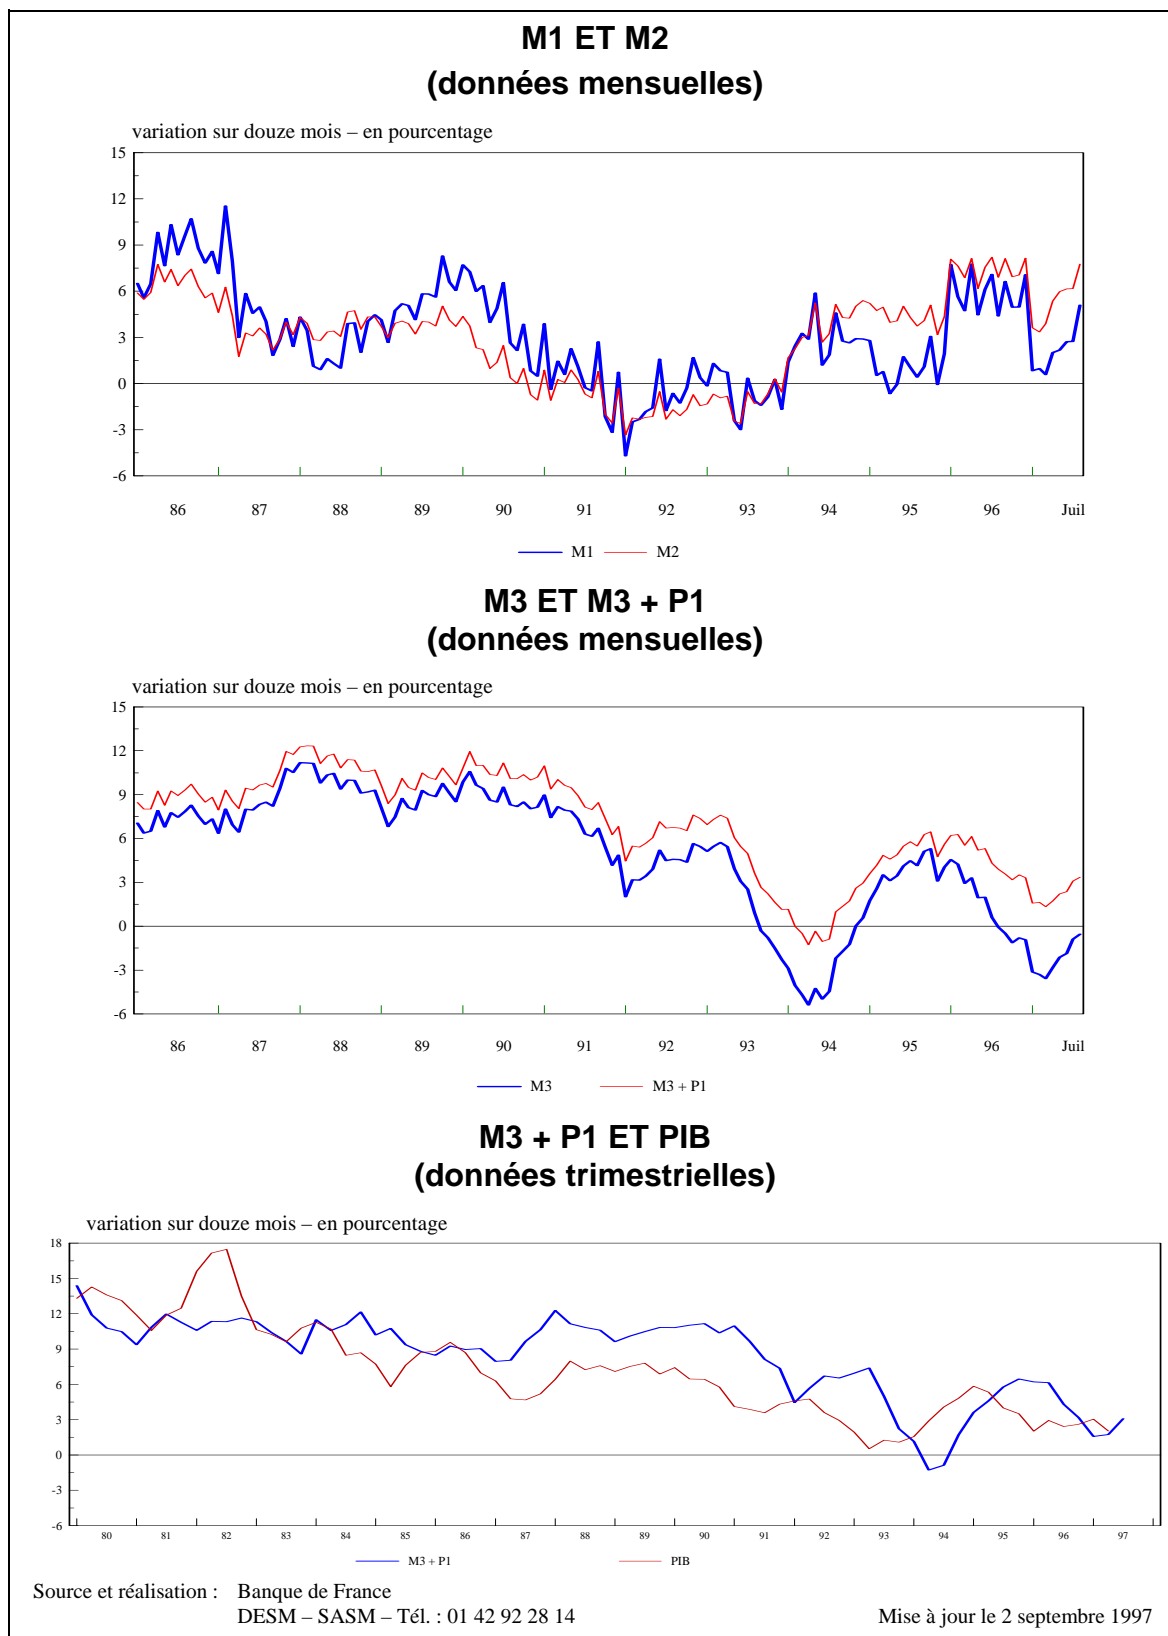 M1 ET M2
(données mensuelles)
variation sur douze mois – en pourcentage
15
12
9
6
3
0
-3
-6
86 87 88 89 90 91 92 93 94 95 96 Juil
M1 M2
M3 ET M3 + P1
(données mensuelles)
variation sur douze mois – en pourcentage
15
12
9
6
3
0
-3
-6
86 87 88 89 90 91 92 93 94 95 96 Juil
M3 M3 + P1
M3 + P1 ET PIB
(données trimestrielles)
variation sur douze mois – en pourcentage
18
15
12
9
6
3
0
-3
-6
80 81 82 83 84 85 86 87 88 89 90 91 92 93 94 95 96 97
M3 + P1 PIB
Source et réalisation : Banque de France
DESM – SASM – Tél. : 01 42 92 28 14 Mise à jour le 2 septembre 1997